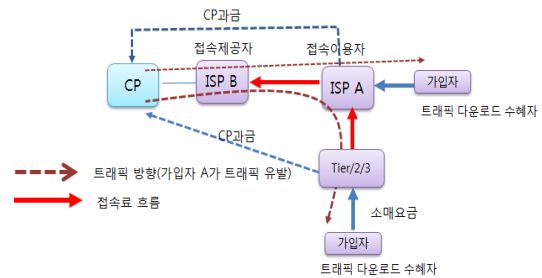 CP과금
접속제공자
접속이용자
CP
ISP B
ISP A
가입자
트래픽 다운로드 수혜자
CP과금
Tier/2/3
트래픽 방향(가입자 A가 트래픽 유발)
접속료 흐름
소매요금
가입자
트래픽 다운로드 수혜자